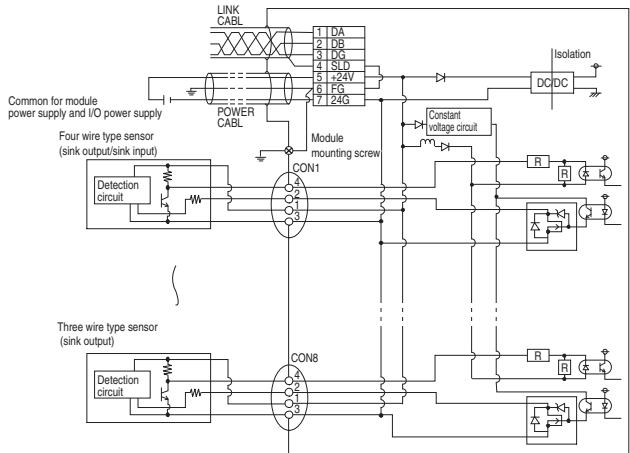 LINK
CABL
1 DA
2 DB
3 DG
4 SLD
5 +24V
6 FG
7 24G
Isolation
DC/DC
Common for module
power supply and I/O power supply
POWER
CABL
Constant
voltage circuit
Four wire type sensor
(sink output/sink input)
Module
mounting screw
CON1
Detection
circuit
4
2
1
3
R
R
Three wire type sensor
(sink output)
CON8
Detection
circuit
4
2
1
3
R
R